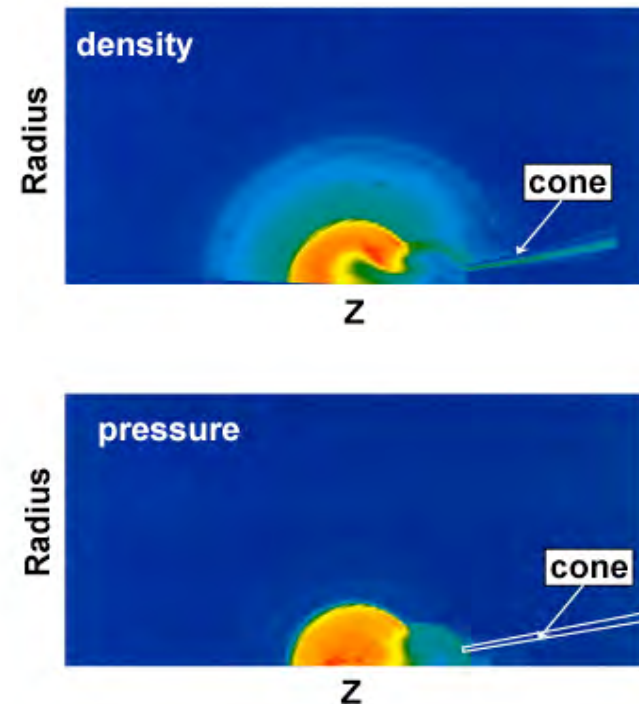 density
Radius
cone
Z
pressure
Radius
cone
Z